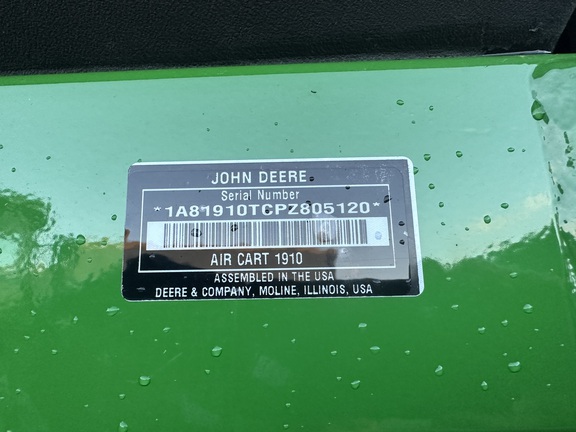 JOHN DEERE
Serial Number
*1A81910TCPZ805120*
AIR CART 1910
ASSEMBLED IN THE USA
DEERE & COMPANY, MOLINE, ILLINOIS, USA